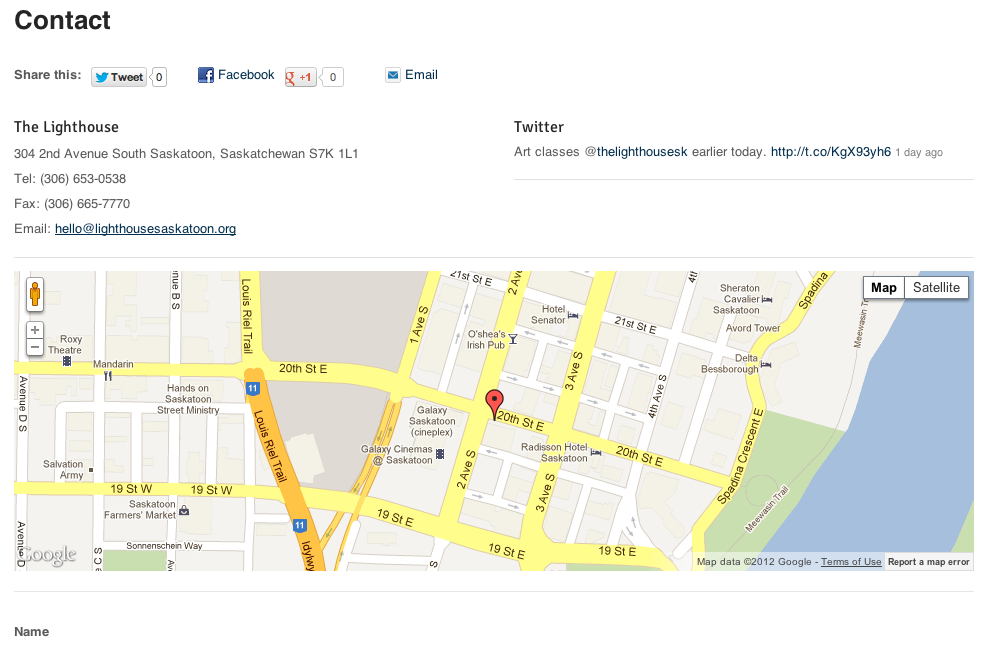 Contact
Share this:
Tweet
0
Facebook
g +1
0
Email
The Lighthouse
304 2nd Avenue South Saskatoon, Saskatchewan S7K 1L1
Tel: (306) 653-0538
Fax: (306) 665-7770
Email: hello@lighthousesaskatoon.org
Twitter
Art classes @thelighthousesk earlier today. http://t.co/KgX93yh6 1 day ago
Map
Satellite
+
−
nue B S
Louis Riel Trail
1 Ave S
21st St E
2 Av
4th
Sheraton
Cavalier
Saskatoon
Spadina
Meewasin Tr
Hotel
Senator
21st St E
Avord Tower
O'shea's
Irish Pub
Roxy
Theatre
Mandarin
20th St E
3 Ave S
Delta
Bessborough
11
Avenue D S
Hands on
Saskatoon
Street Ministry
4th Ave S
Galaxy
Saskatoon
(cineplex)
20th St E
Louis Riel Trail
Galaxy Cinemas
@ Saskatoon
Radisson Hotel
Saskatoon
20th St E
Spadina Crescent E
Salvation
Army
2 Ave S
3 Ave S
19 St W
19 St W
Saskatoon
Farmers' Market
19 St E
Meewasin Trail
11
Avenue D
Sonnenschein Way
Idylwy
19 St E
19 St E
e C S
Av
S
Google
Map data ©2012 Google - Terms of Use
Report a map error
Name